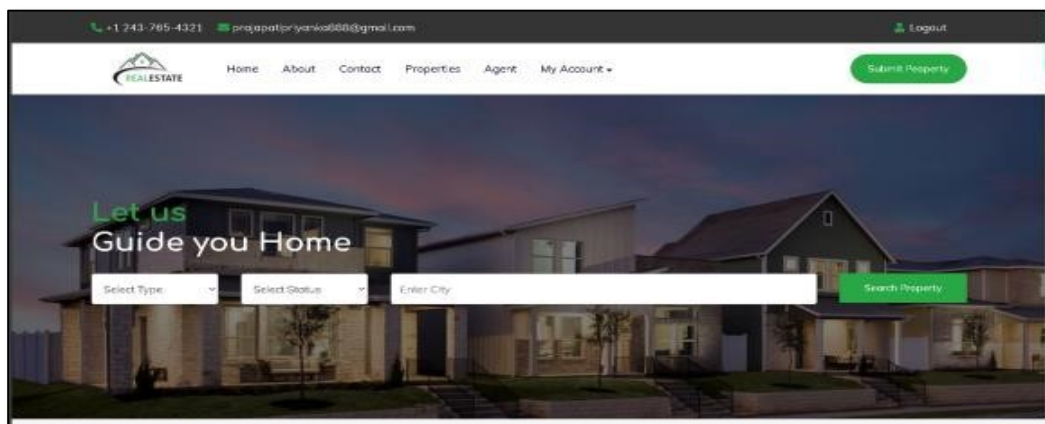 +1 243-765-4321 prajapatipriyanka688@gmail.com Logout
REALESTATE Home About Contact Properties Agent My Account Submit Property
Let us
Guide you Home
Select Type Select Status Enter City Search Property